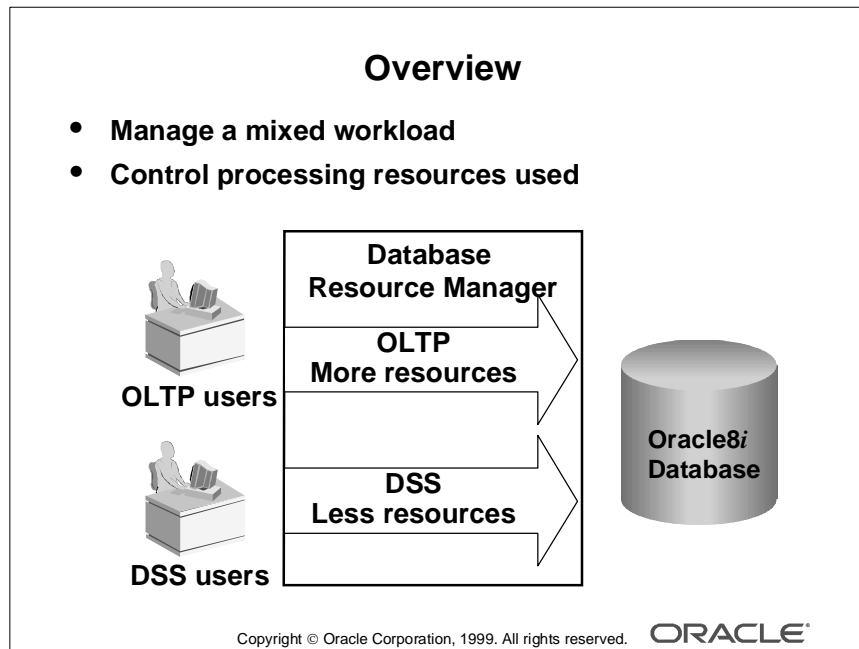 Overview
• Manage a mixed workload
• Control processing resources used
Database
Resource Manager
OLTP
More resources
OLTP users
Oracle8i
Database
DSS
Less resources
DSS users
Copyright © Oracle Corporation, 1999. All rights reserved.
ORACLE®